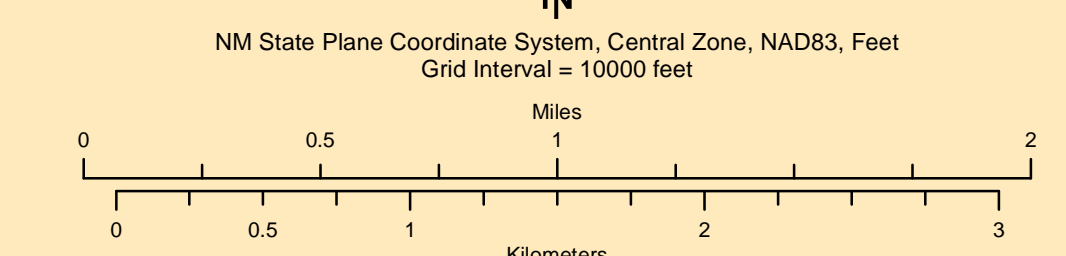 N
NM State Plane Coordinate System, Central Zone, NAD83, Feet
Grid Interval = 10000 feet
Miles
0 0.5 1 2
0 0.5 1 2 3
Kilometers